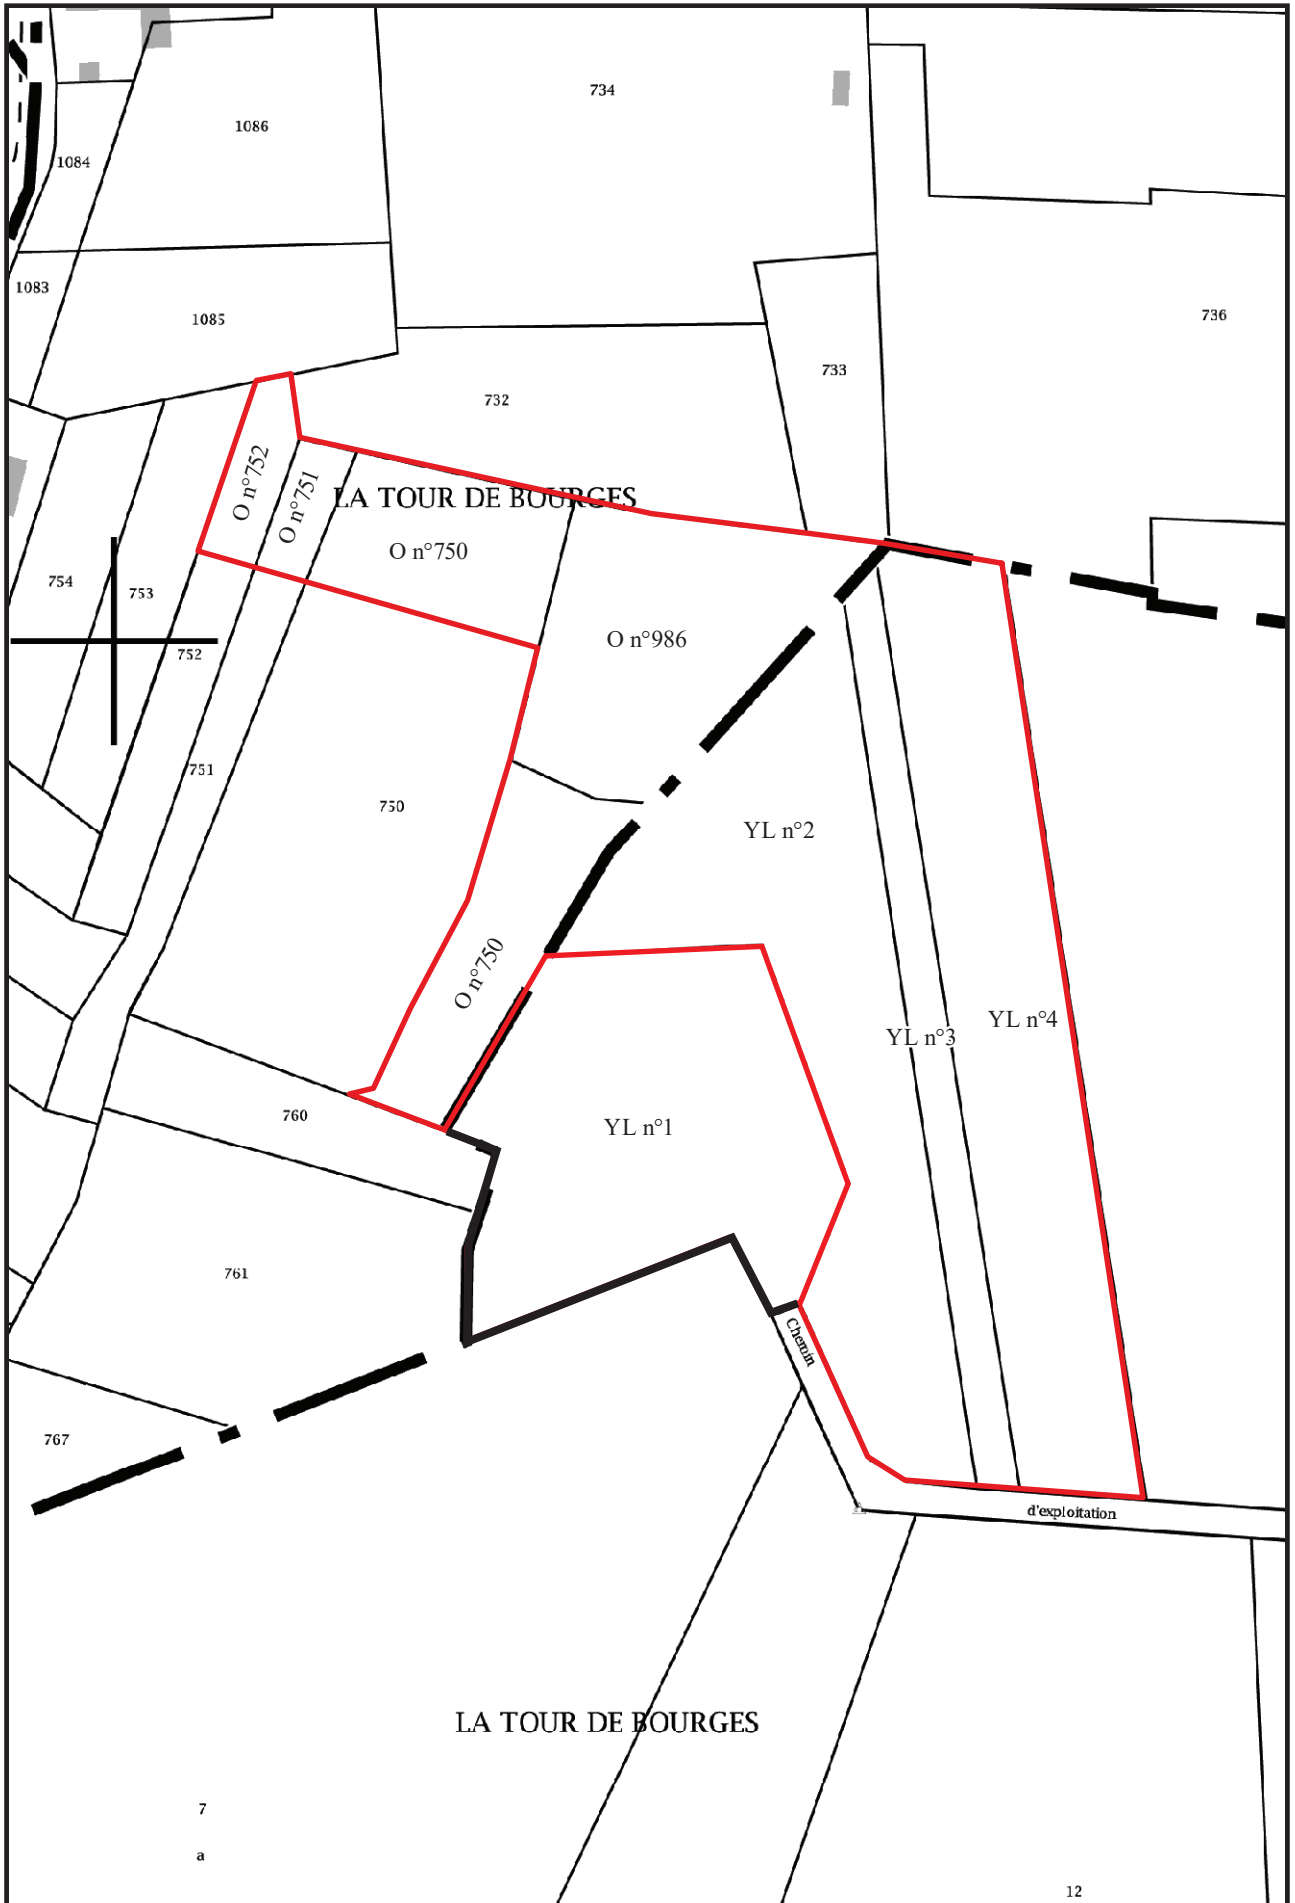 734
1086
1084
1083
1085
736
733
732
O n°752
O n°751
LA TOUR DE BOURGES
O n°750
754
753
O n°986
752
751
750
YL n°2
O n°750
YL n°4
YL n°3
760
YL n°1
761
Chemin
767
d'exploitation
LA TOUR DE BOURGES
7
a
12